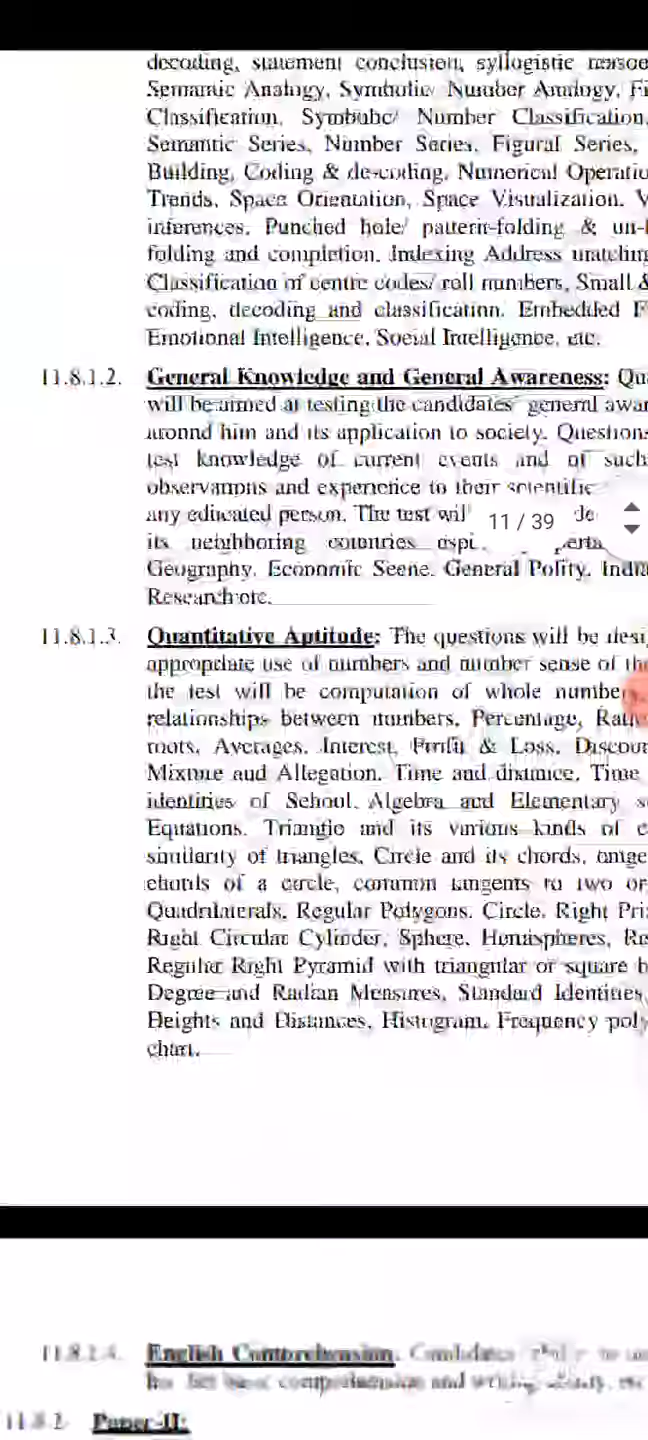 decoding, statement conclusion, syllogistic
Semantic Analogy, Symbolic/ Number Analogy,
Classification, Symbolic/ Number Classification,
Semantic Series, Number Series, Figural Series,
Building, Coding & de-coding, Numerical
Trends, Space Orientation, Space Visualization,
inferences, Punched hole/ pattern-folding & un-
folding and completion, Indexing Address matching
Classification of centre codes/ roll numbers, Small &
coding, decoding and classification, Embedded
Emotional Intelligence, Social Intelligence, etc.
11.8.1.2. General Knowledge and General Awareness: Qu
will be aimed at testing the candidates' general
around him and its application to society. Question
test knowledge of current events and of such
observations and experience in their scientific
any educated person. The test
11 / 39
its neighboring countries
Geography, Economic Scene, General Polity,
Research etc.
11.8.1.3. Quantitative Aptitude: The questions will be
appropriate use of numbers and number sense of
the test will be computation of whole
relationships between numbers, Percentage,
roots, Averages, Interest, Profit & Loss,
Mixture and Allegation, Time and distance, Time
identities of School Algebra and Elementary
Equations, Triangle and its various kinds of
similarity of triangles, Circle and its chords,
chords of a circle, common tangents to two or
Quadrilaterals, Regular Polygons, Circle, Right
Right Circular Cylinder, Sphere, Hemispheres,
Regular Right Pyramid with triangular or square
Degree and Radian Measures, Standard Identities,
Heights and Distances, Histogram, Frequency
chart.
11.8.1.4. English Comprehension:
basic comprehension and writing
11.8.2 Paper-II: